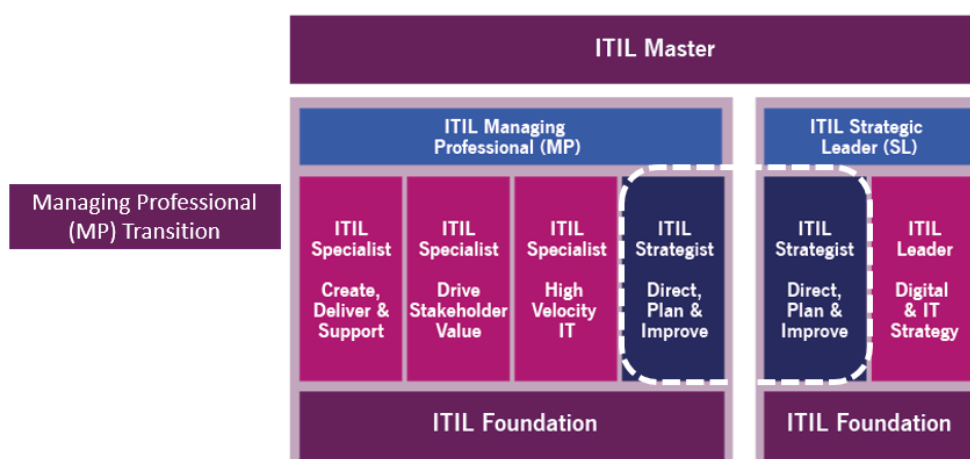 ITIL Master
ITIL Managing
Professional (MP)
ITIL Strategic
Leader (SL)
Managing Professional
(MP) Transition
ITIL
Specialist
Create,
Deliver &
Support
ITIL
Specialist
Drive
Stakeholder
Value
ITIL
Specialist
High
Velocity
IT
ITIL
Strategist
Direct,
Plan &
Improve
ITIL
Strategist
Direct,
Plan &
Improve
ITIL
Leader
Digital
& IT
Strategy
ITIL Foundation
ITIL Foundation